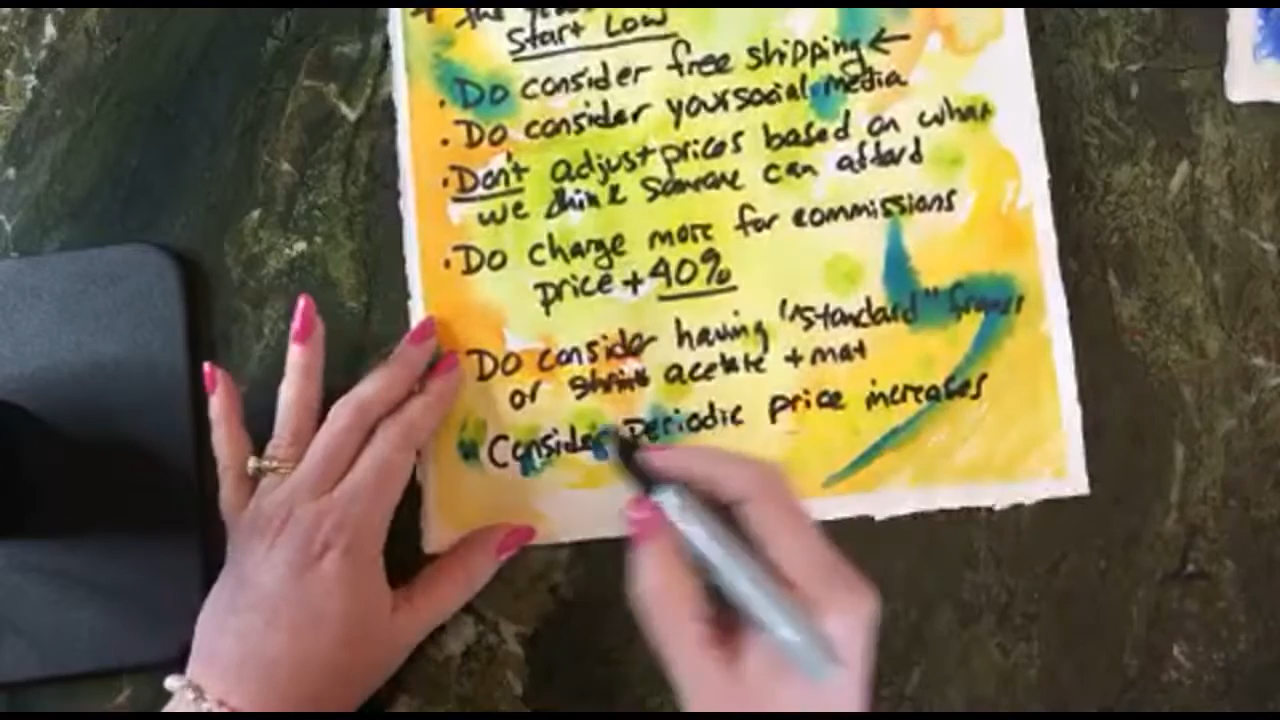 Start Low
• Do consider free shipping ←
• Do consider your social media
• Don't adjust prices based on what
we think someone can afford
• Do charge more for commissions
price + 40%
Do consider having "standard" frames
or shrink acetate + mat
Consider Periodic price increases